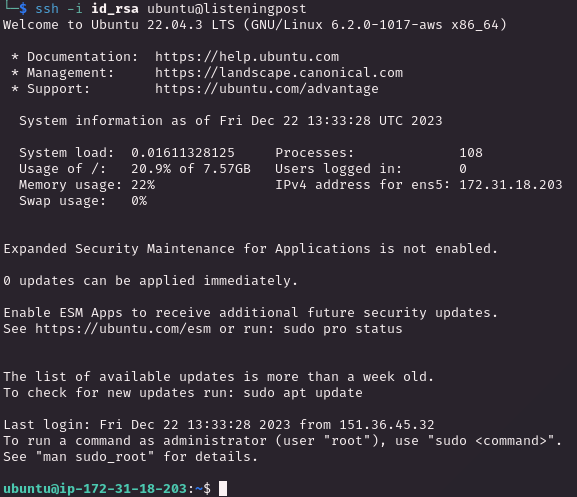 └─$ ssh -i id_rsa ubuntu@listeningpost
Welcome to Ubuntu 22.04.3 LTS (GNU/Linux 6.2.0-1017-aws x86_64)
* Documentation: https://help.ubuntu.com
* Management: https://landscape.canonical.com
* Support: https://ubuntu.com/advantage
System information as of Fri Dec 22 13:33:28 UTC 2023
System load: 0.01611328125 Processes: 108
Usage of /: 20.9% of 7.57GB Users logged in: 0
Memory usage: 22% IPv4 address for ens5: 172.31.18.203
Swap usage: 0%
Expanded Security Maintenance for Applications is not enabled.
0 updates can be applied immediately.
Enable ESM Apps to receive additional future security updates.
See https://ubuntu.com/esm or run: sudo pro status
The list of available updates is more than a week old.
To check for new updates run: sudo apt update
Last login: Fri Dec 22 13:33:28 2023 from 151.36.45.32
To run a command as administrator (user "root"), use "sudo <command>".
See "man sudo_root" for details.
ubuntu@ip-172-31-18-203:~$